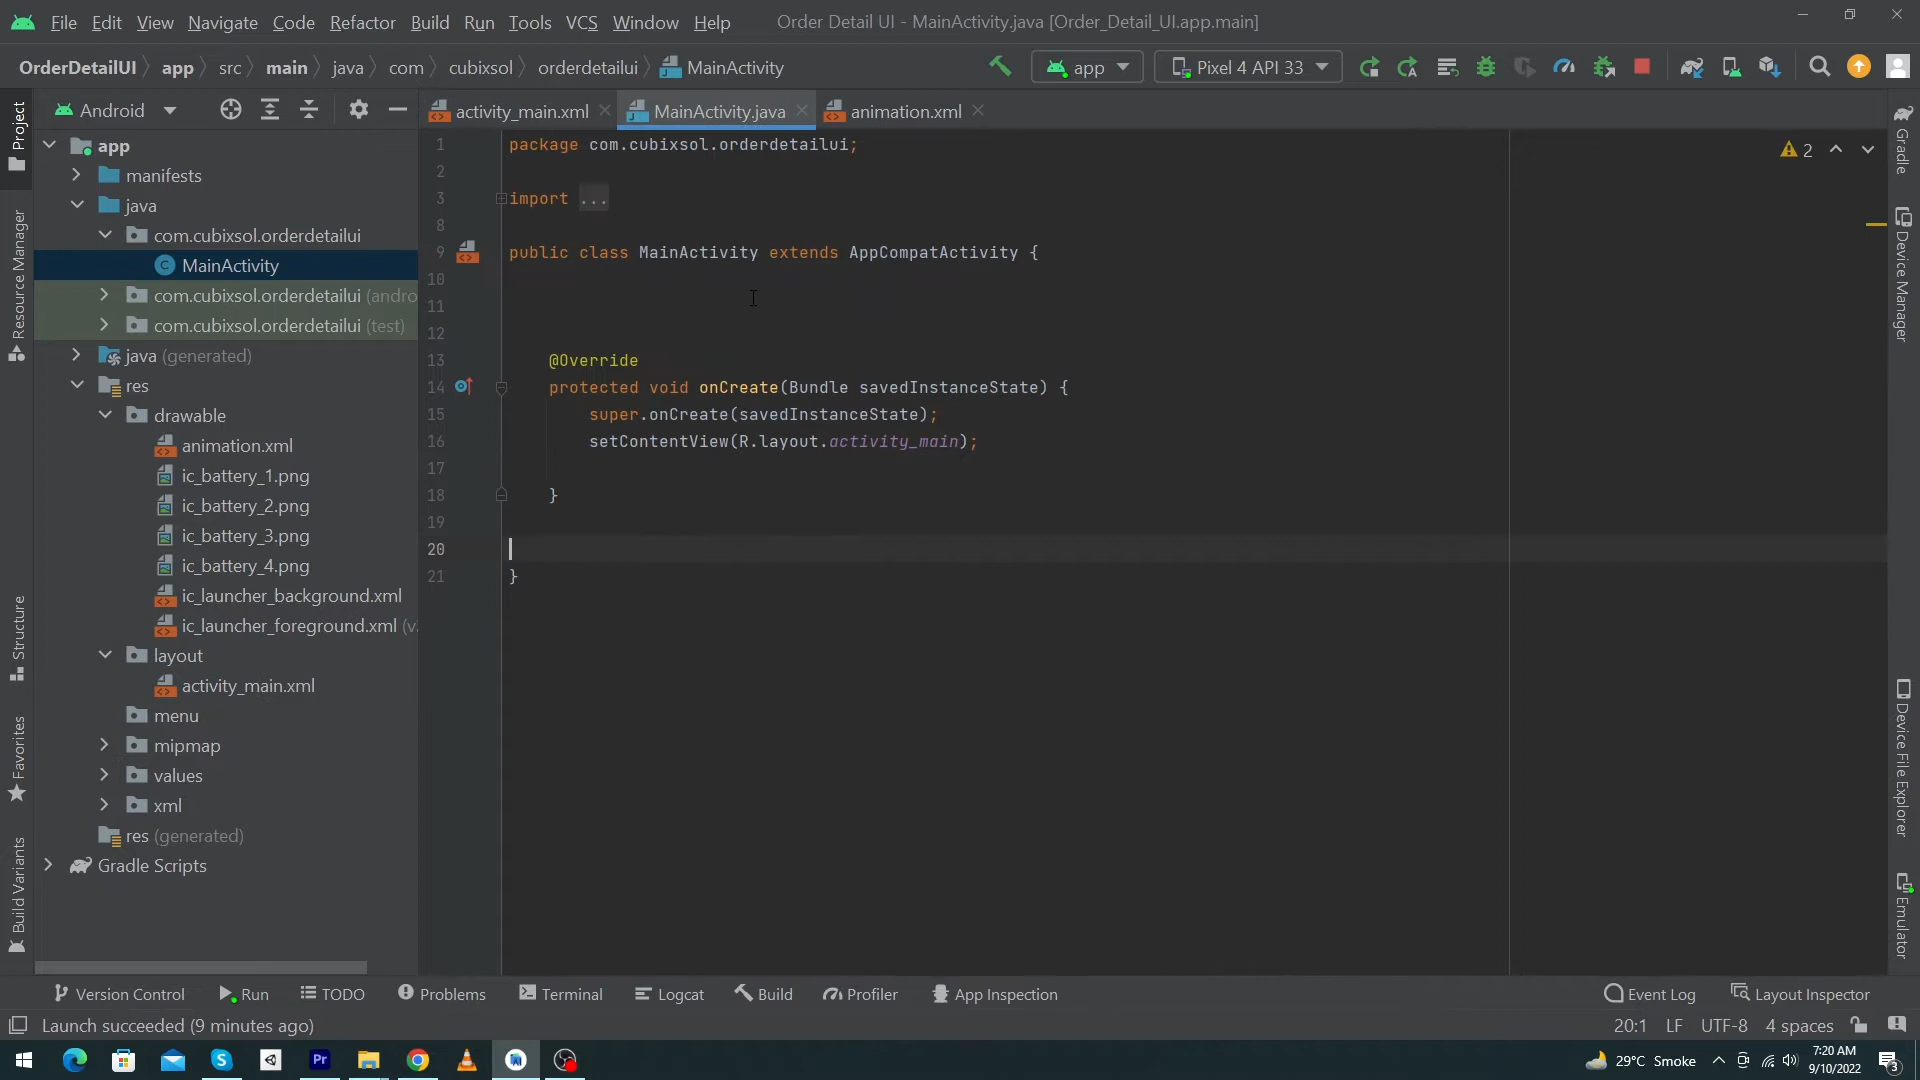 File Edit View Navigate Code Refactor Build Run Tools VCS Window Help Order Detail UI - MainActivity.java [Order_Detail_UI.app.main]
OrderDetailUI app src main java com cubixsol orderdetailui MainActivity app Pixel 4 API 33
Android activity_main.xml MainActivity.java animation.xml
Project
Resource Manager
Structure
Favorites
Build Variants
app
manifests
java
com.cubixsol.orderdetailui
MainActivity
com.cubixsol.orderdetailui (andro
com.cubixsol.orderdetailui (test)
java (generated)
res
drawable
animation.xml
ic_battery_1.png
ic_battery_2.png
ic_battery_3.png
ic_battery_4.png
ic_launcher_background.xml
ic_launcher_foreground.xml (v.
layout
activity_main.xml
menu
mipmap
values
xml
res (generated)
Gradle Scripts
1 package com.cubixsol.orderdetailui;
2
3 import ...
8
9 public class MainActivity extends AppCompatActivity {
10
11
12
13 @Override
14 protected void onCreate(Bundle savedInstanceState) {
15 super.onCreate(savedInstanceState);
16 setContentView(R.layout.activity_main);
17
18 }
19
20
21 }
2
Gradle
Device Manager
Device File Explorer
Emulator
Version Control Run TODO Problems Terminal Logcat Build Profiler App Inspection Event Log Layout Inspector
Launch succeeded (9 minutes ago) 20:1 LF UTF-8 4 spaces
29°C Smoke 7:20 AM
9/10/2022
3